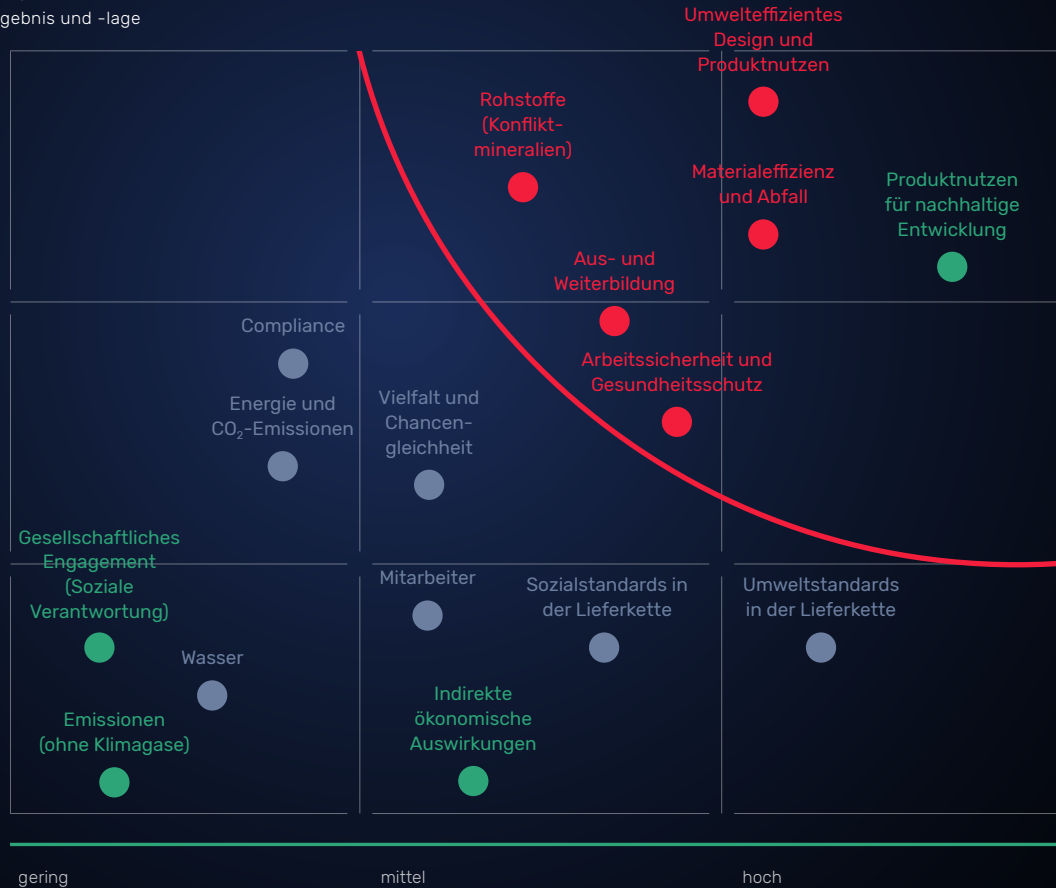 gebnis und -lage
Umwelteffizientes
Design und
Produktnutzen
Rohstoffe
(Konflikt-
mineralien)
Materialeffizienz
und Abfall
Produktnutzen
für nachhaltige
Entwicklung
Aus- und
Weiterbildung
Compliance
Arbeitssicherheit und
Gesundheitsschutz
Energie und
CO₂-Emissionen
Vielfalt und
Chancen-
gleichheit
Gesellschaftliches
Engagement
(Soziale
Verantwortung)
Mitarbeiter
Sozialstandards in
der Lieferkette
Umweltstandards
in der Lieferkette
Wasser
Indirekte
ökonomische
Auswirkungen
Emissionen
(ohne Klimagase)
gering
mittel
hoch